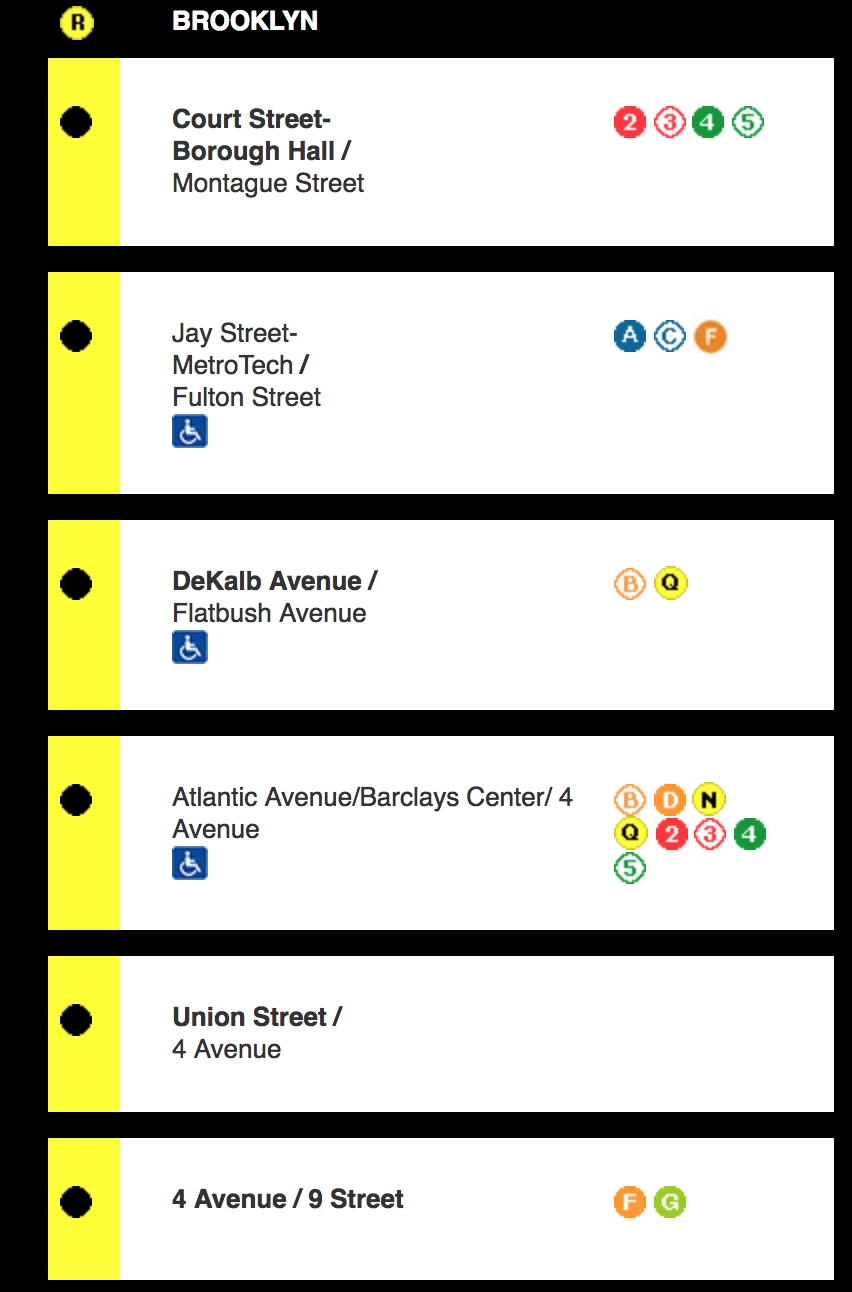 R BROOKLYN
Court Street- 2 3 4 5
Borough Hall /
Montague Street
Jay Street- A C F
MetroTech /
Fulton Street
DeKalb Avenue / B Q
Flatbush Avenue
Atlantic Avenue/Barclays Center/ 4 B D N
Avenue Q 2 3 4
5
Union Street /
4 Avenue
4 Avenue / 9 Street F G